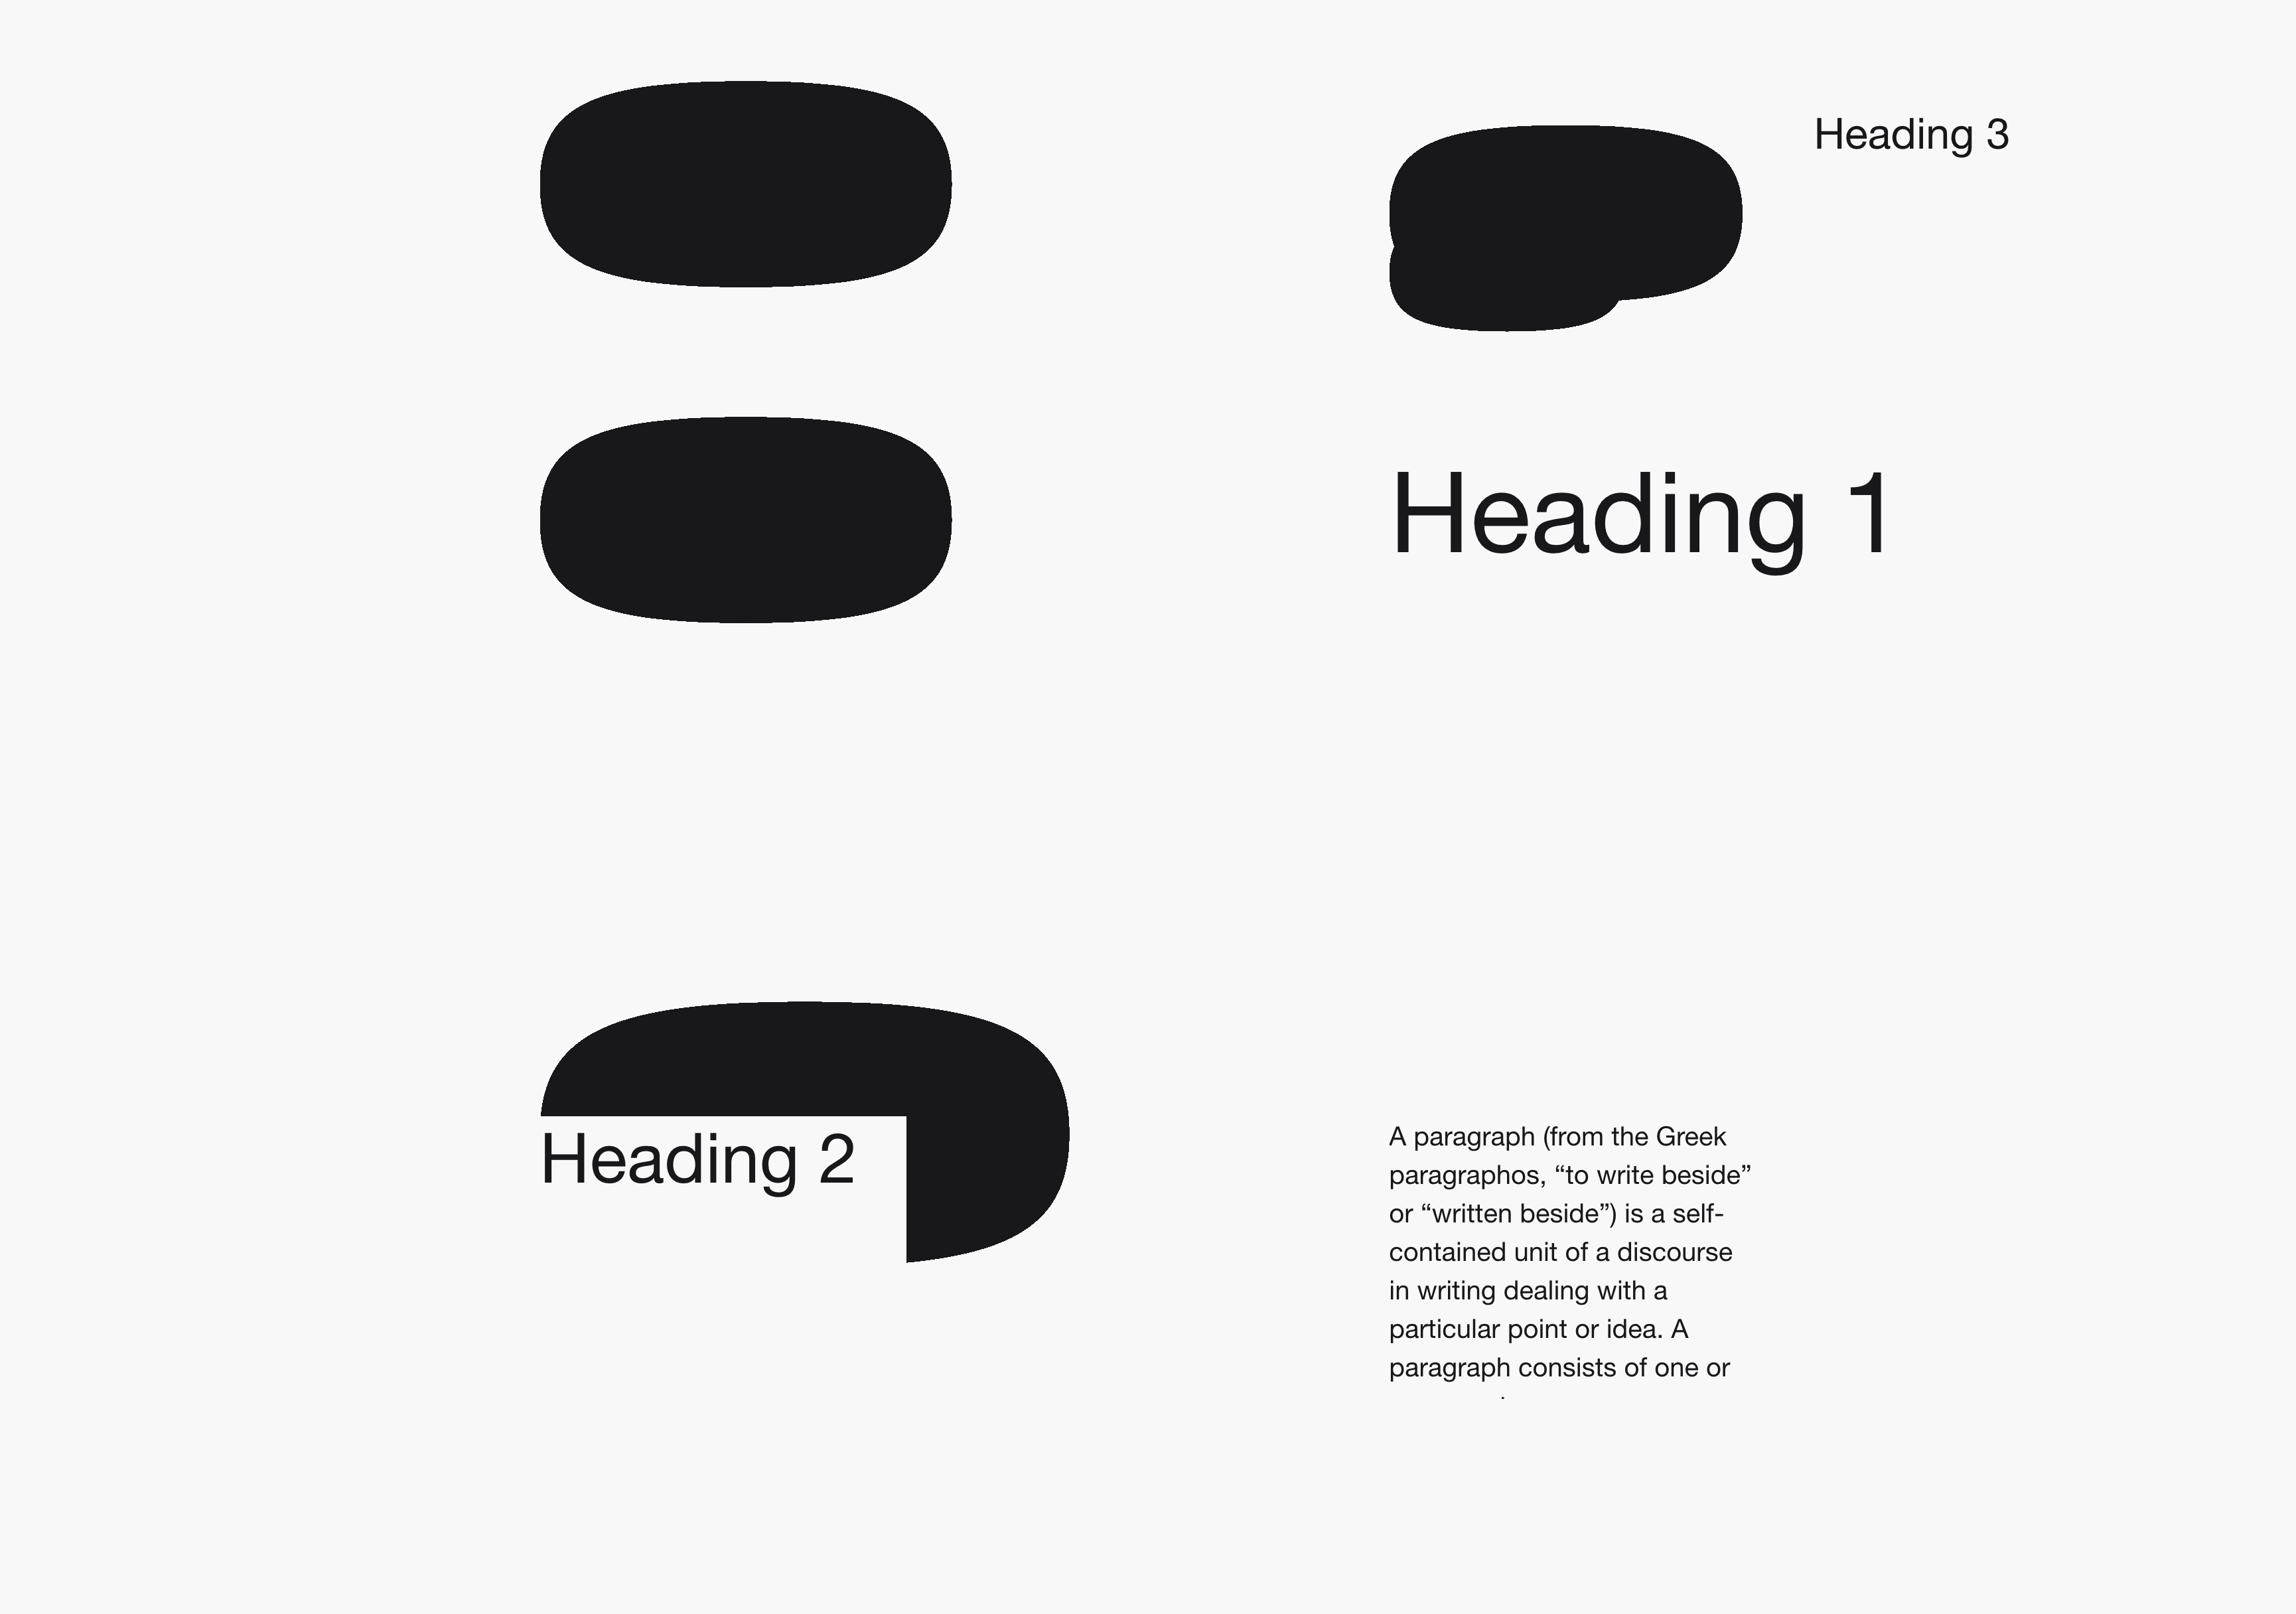 Heading 3
Heading 1
Heading 2
A paragraph (from the Greek
paragraphos, “to write beside”
or “written beside”) is a self-
contained unit of a discourse
in writing dealing with a
particular point or idea. A
paragraph consists of one or